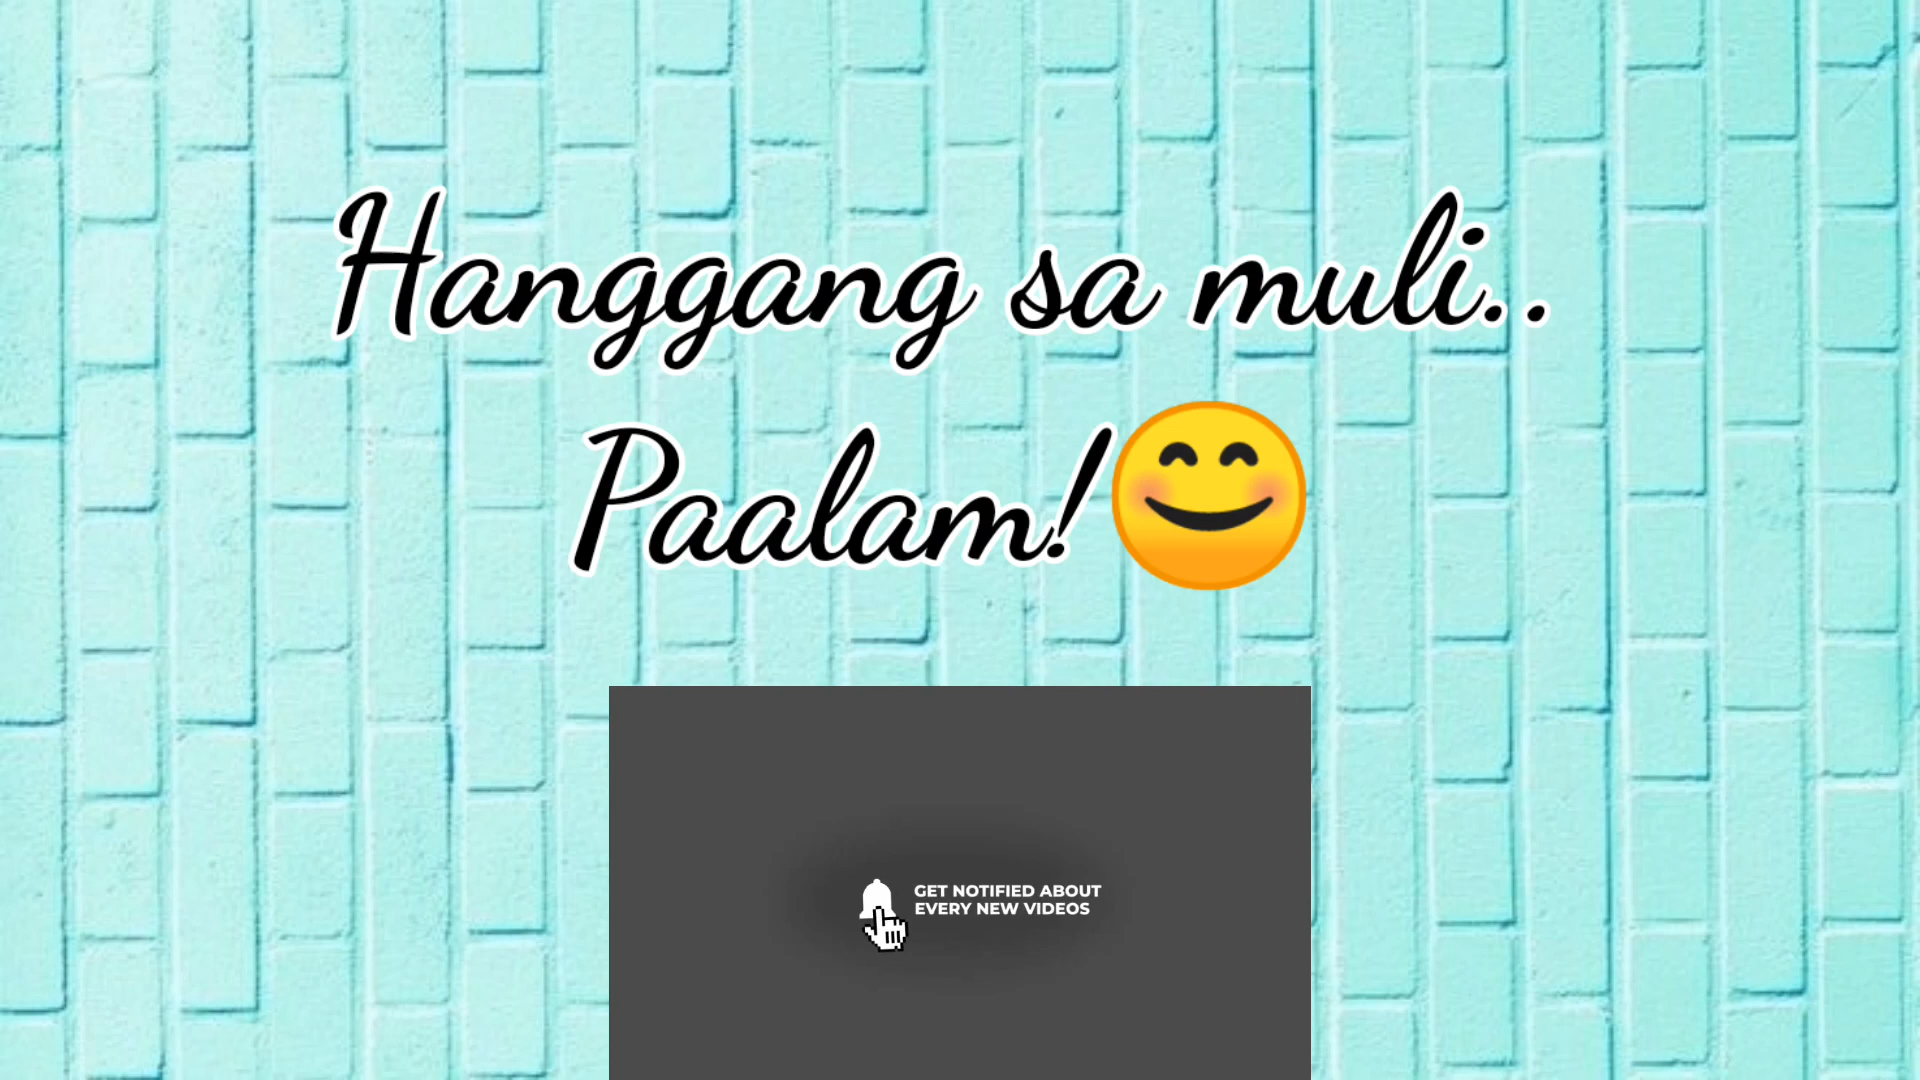 Hanggang sa muli..
Paalam!😊
GET NOTIFIED ABOUT
EVERY NEW VIDEOS